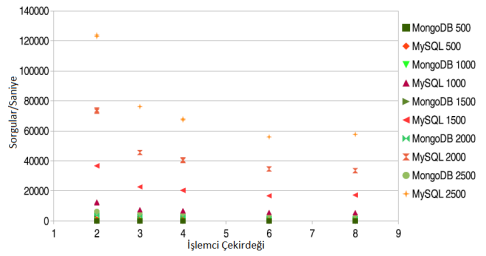 140000
120000
100000
80000
60000
40000
20000
0
Sorgular/Saniye
1 2 3 4 5 6 7 8 9
İşlemci Çekirdeği
MongoDB 500
MySQL 500
MongoDB 1000
MySQL 1000
MongoDB 1500
MySQL 1500
MongoDB 2000
MySQL 2000
MongoDB 2500
MySQL 2500